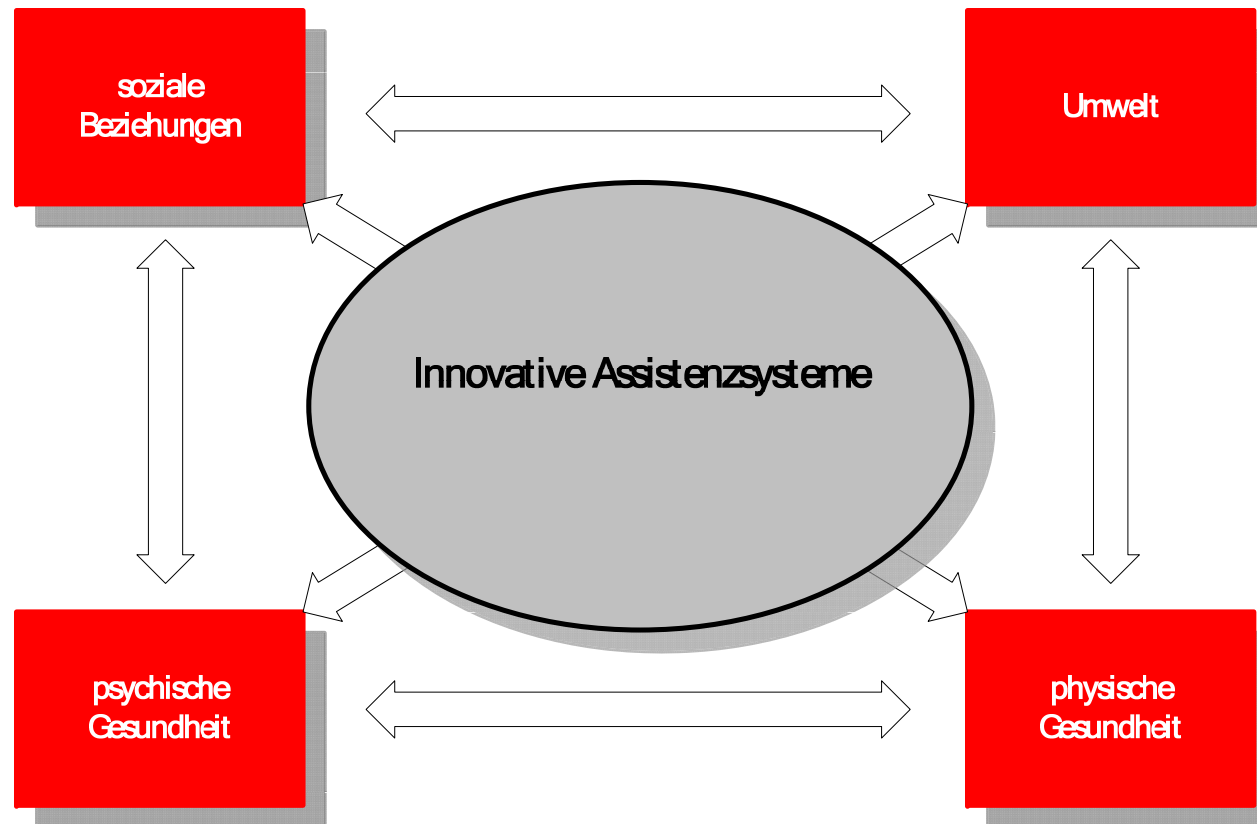 soziale
Beziehungen
Umwelt
Innovative Assistenzsysteme
psychische
Gesundheit
physische
Gesundheit